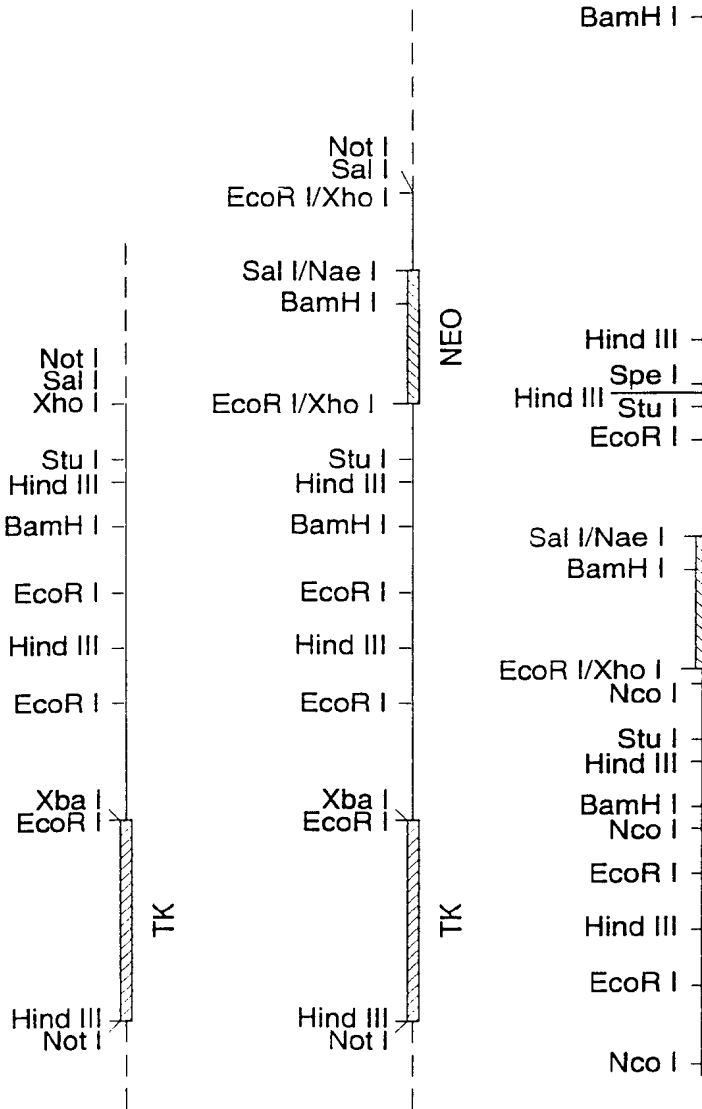 Not I
Sal I
Xho I
Stu I
Hind III
BamH I
EcoR I
Hind III
EcoR I
Xba I
EcoR I
TK
Hind III
Not I
Not I
Sal I
EcoR I/Xho I
Sal I/Nae I
BamH I
NEO
EcoR I/Xho I
Stu I
Hind III
BamH I
EcoR I
Hind III
EcoR I
Xba I
EcoR I
TK
Hind III
Not I
BamH I
Hind III
Spe I
Hind III
Stu I
EcoR I
Sal I/Nae I
BamH I
EcoR I/Xho I
Nco I
Stu I
Hind III
BamH I
Nco I
EcoR I
Hind III
EcoR I
Nco I